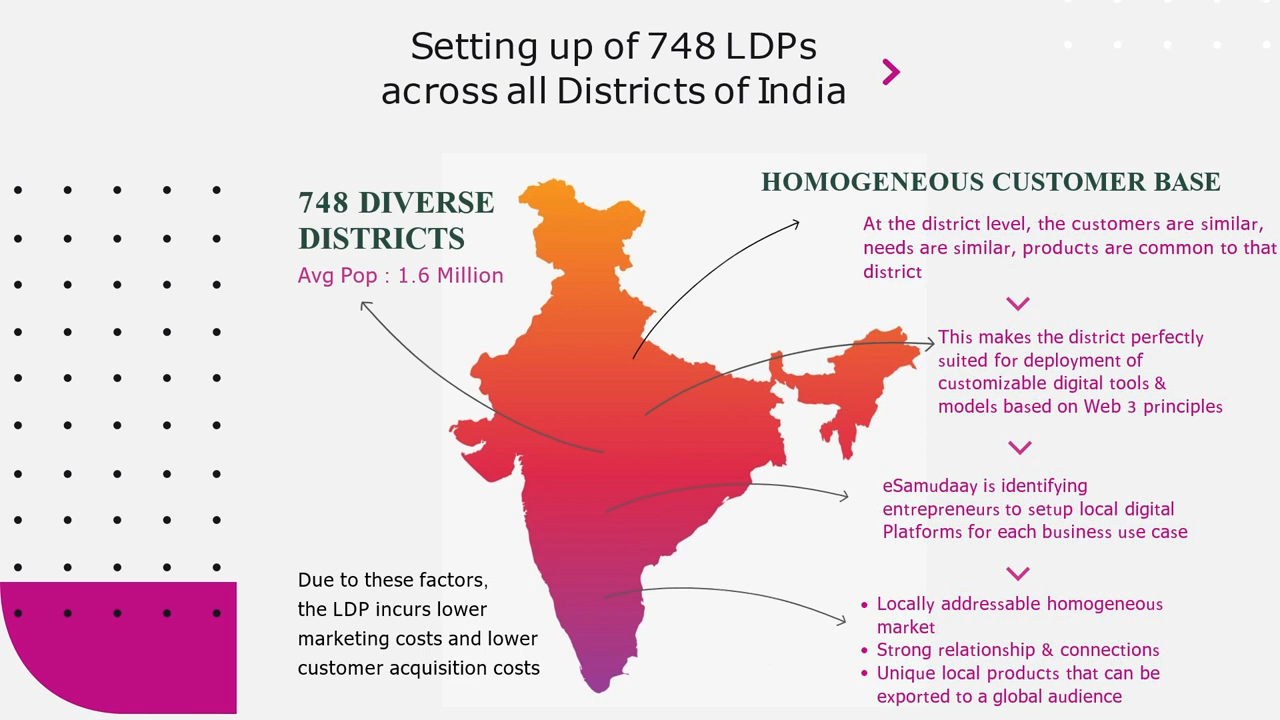 Setting up of 748 LDPs
across all Districts of India
748 DIVERSE
DISTRICTS
Avg Pop : 1.6 Million
HOMOGENEOUS CUSTOMER BASE
At the district level, the customers are similar,
needs are similar, products are common to that
district
This makes the district perfectly
suited for deployment of
customizable digital tools &
models based on Web 3 principles
eSamudaay is identifying
entrepreneurs to setup local digital
Platforms for each business use case
Due to these factors,
the LDP incurs lower
marketing costs and lower
customer acquisition costs
• Locally addressable homogeneous
market
• Strong relationship & connections
• Unique local products that can be
exported to a global audience